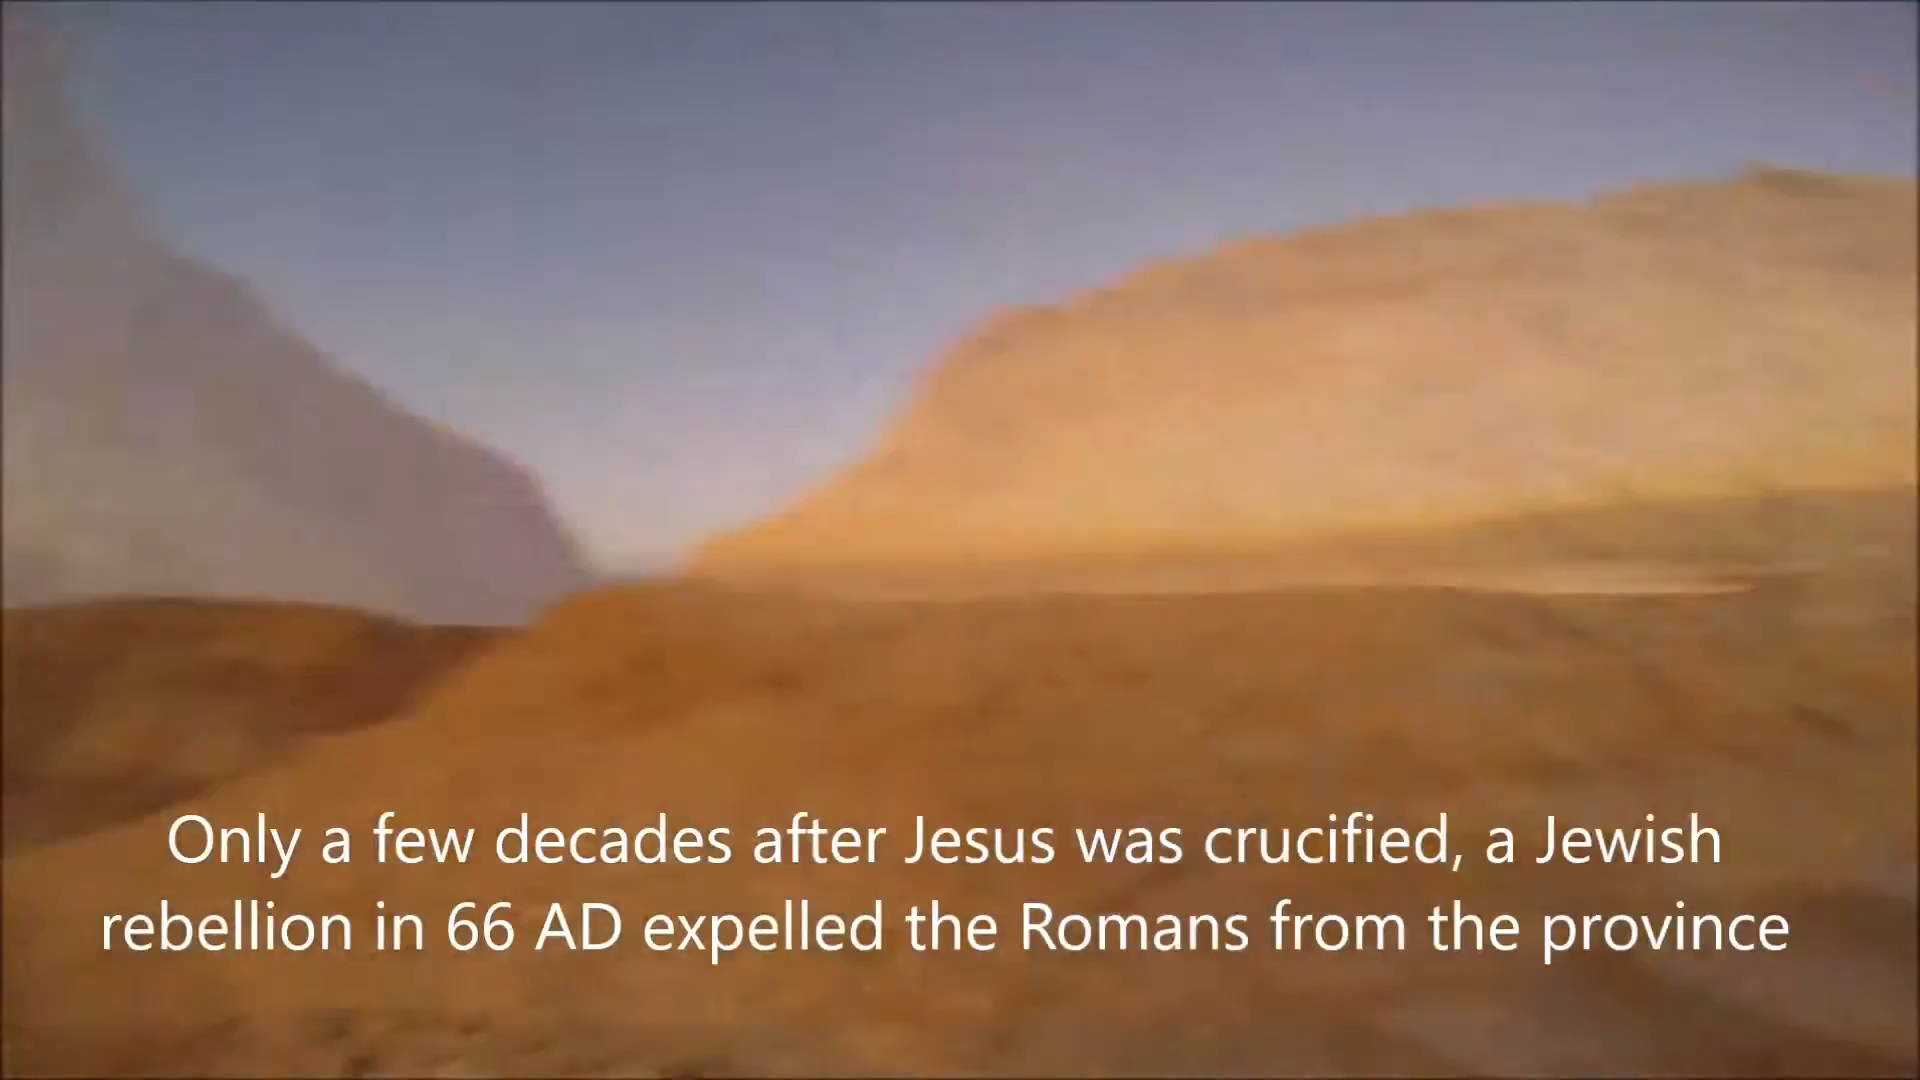 Only a few decades after Jesus was crucified, a Jewish
rebellion in 66 AD expelled the Romans from the province